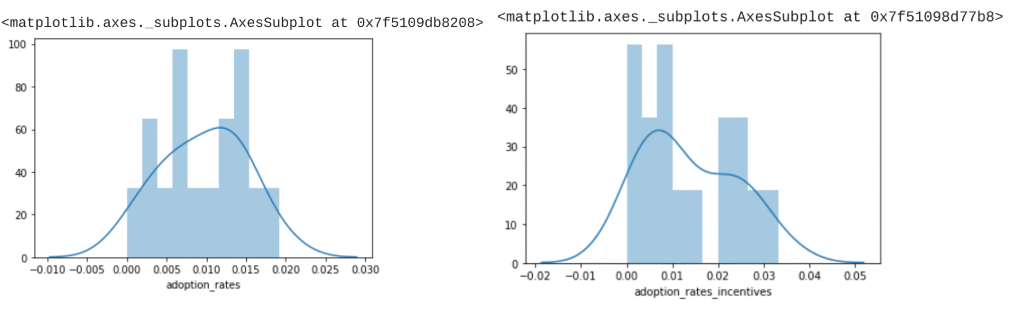 <matplotlib.axes._subplots.AxesSubplot at 0x7f5109db8208>
100
80
60
40
20
0
−0.010 −0.005 0.000 0.005 0.010 0.015 0.020 0.025 0.030
adoption_rates
<matplotlib.axes._subplots.AxesSubplot at 0x7f51098d77b8>
50
40
30
20
10
0
−0.02 −0.01 0.00 0.01 0.02 0.03 0.04 0.05
adoption_rates_incentives